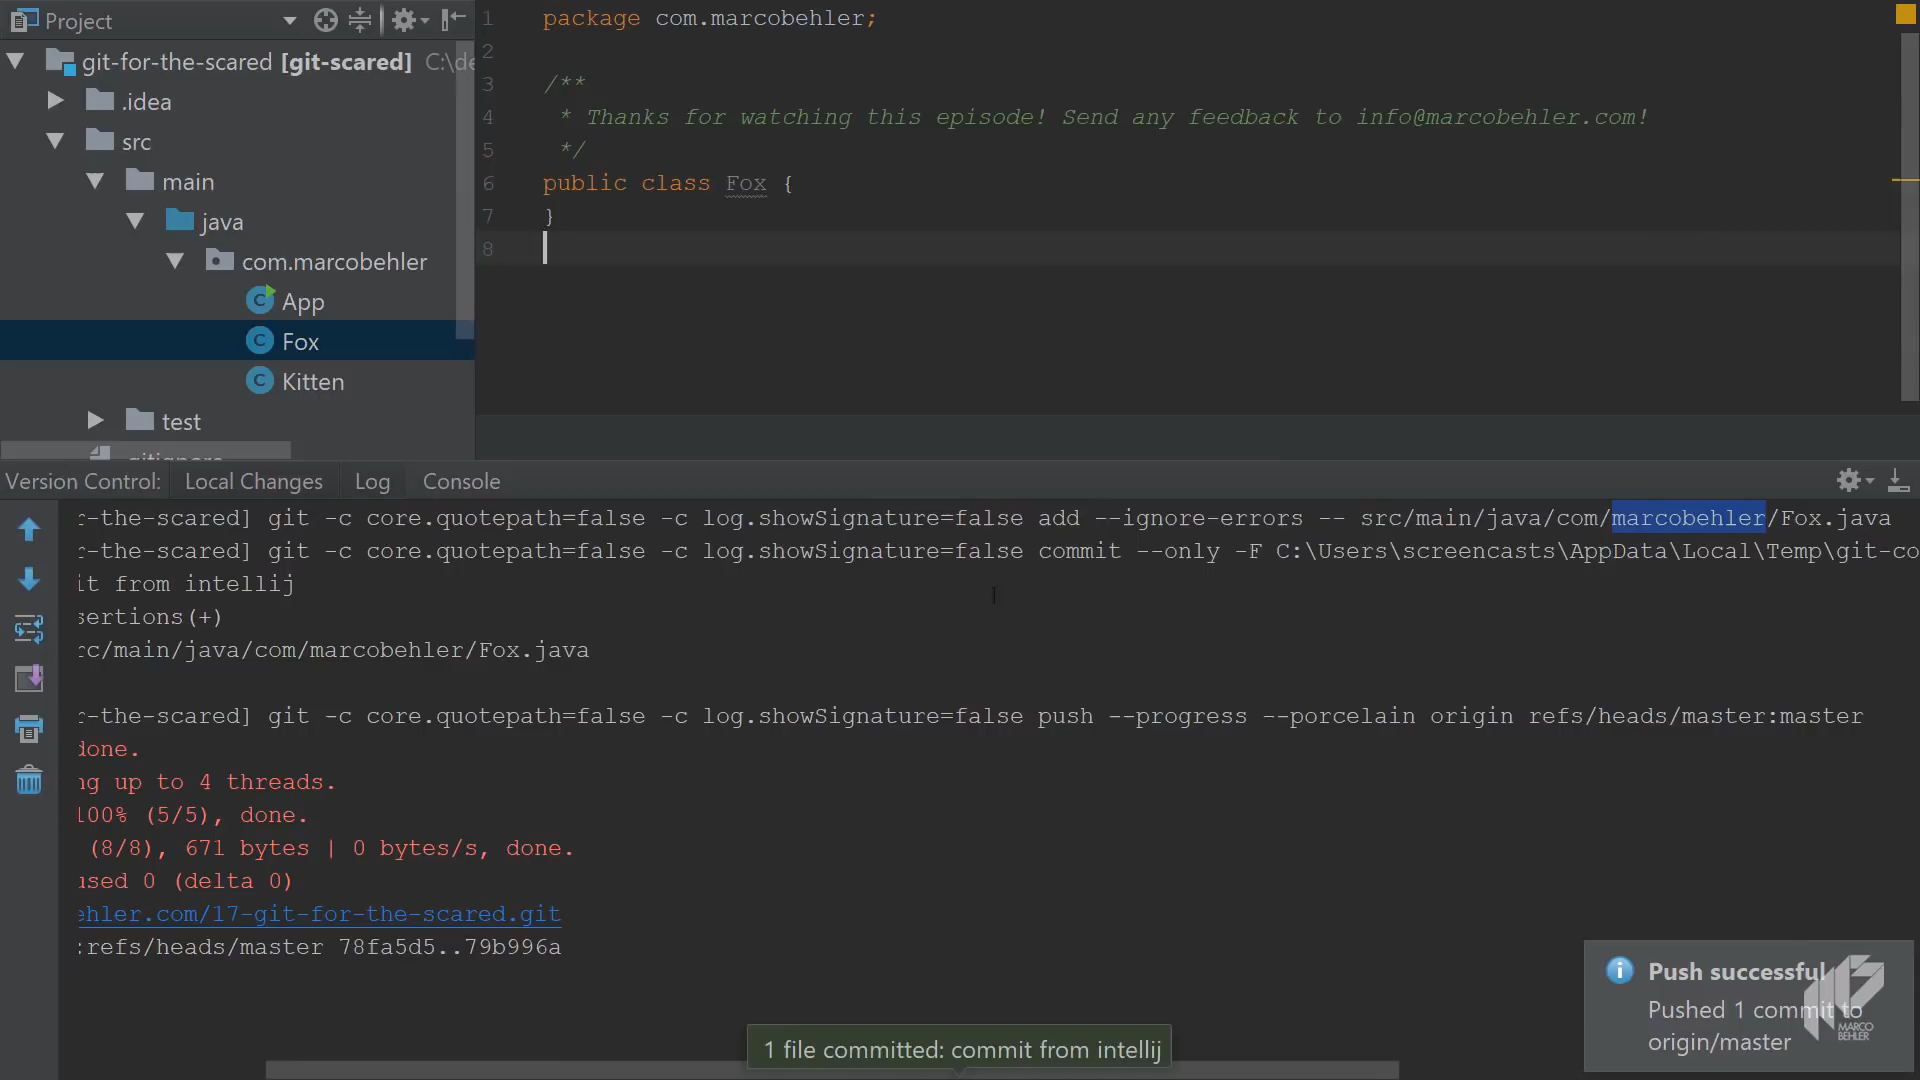 Project
git-for-the-scared [git-scared] C:\de
.idea
src
main
java
com.marcobehler
App
Fox
Kitten
test
.gitignore
1 package com.marcobehler;
2
3 /**
4 * Thanks for watching this episode! Send any feedback to info@marcobehler.com!
5 */
6 public class Fox {
7 }
8
Version Control: Local Changes Log Console
r-the-scared] git -c core.quotepath=false -c log.showSignature=false add --ignore-errors -- src/main/java/com/marcobehler/Fox.java
r-the-scared] git -c core.quotepath=false -c log.showSignature=false commit --only -F C:\Users\screencasts\AppData\Local\Temp\git-co
it from intellij
sertions(+)
rc/main/java/com/marcobehler/Fox.java
r-the-scared] git -c core.quotepath=false -c log.showSignature=false push --progress --porcelain origin refs/heads/master:master
done.
ng up to 4 threads.
100% (5/5), done.
(8/8), 671 bytes | 0 bytes/s, done.
used 0 (delta 0)
ehler.com/17-git-for-the-scared.git
:refs/heads/master 78fa5d5..79b996a
Push successful
Pushed 1 commit to
origin/master
MARCO
BEHLER
1 file committed: commit from intellij